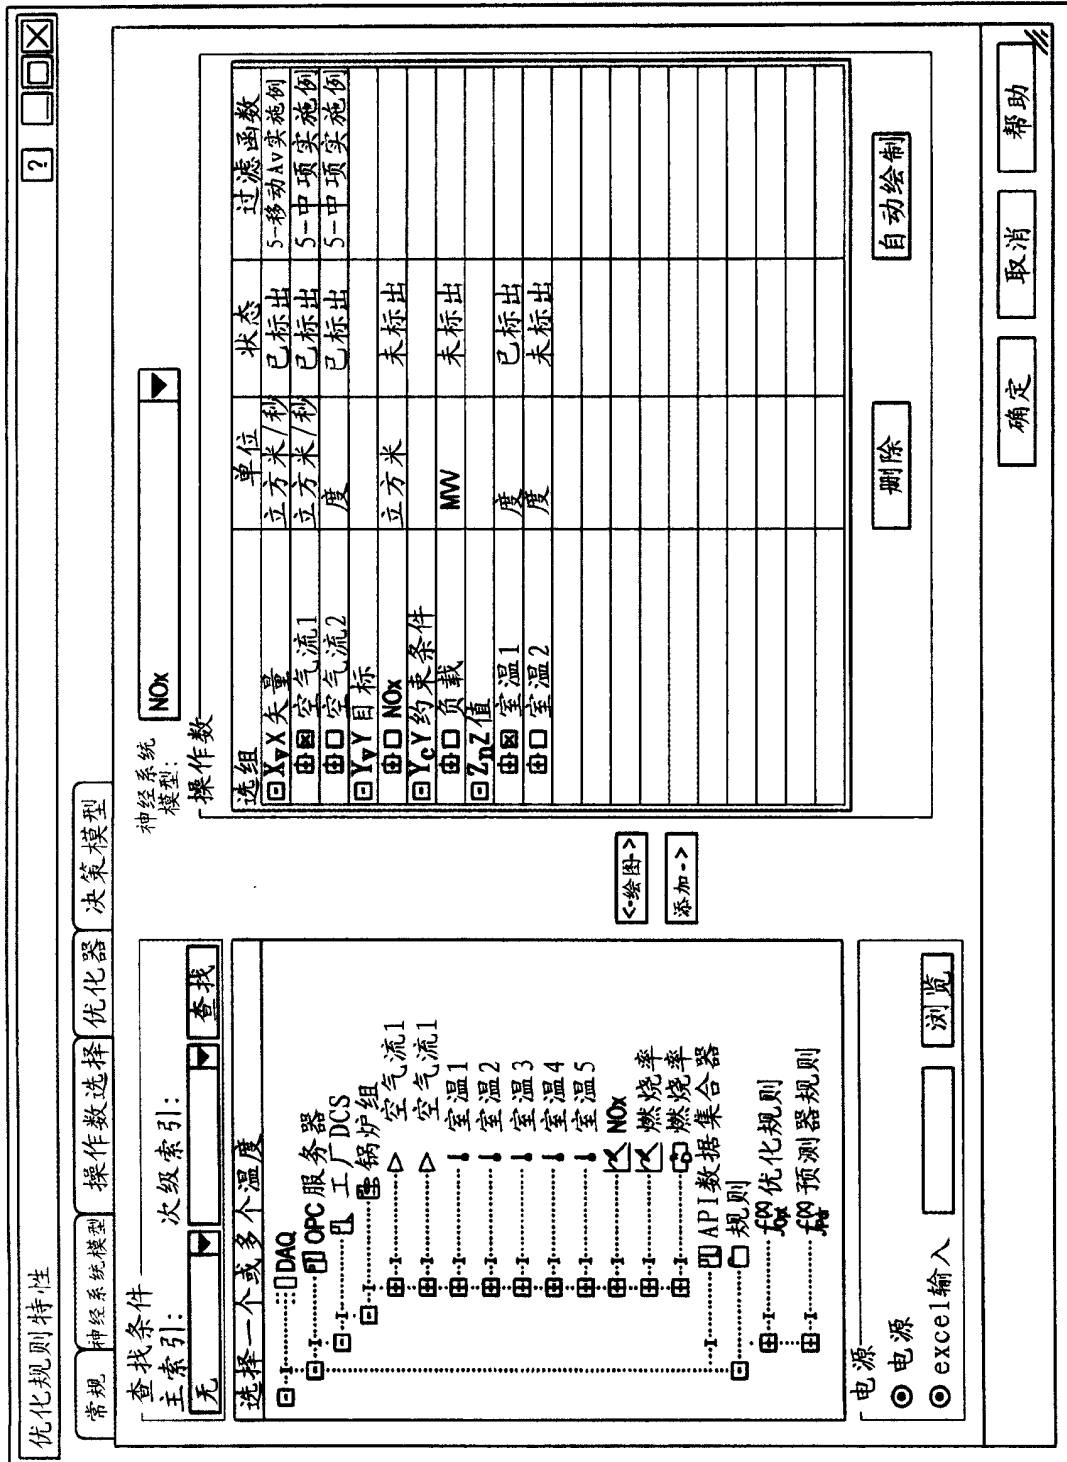 优化规则特性
?
常规 神经系统模型 操作数选择 优化器 决策模型
查找条件
主索引: 次级索引:
无 查找
选择一个或多个温度
DAQ
OPC服务器
工厂DCS
锅炉组
空气流1
空气流1
室温1
室温2
室温3
室温4
室温5
NOx
燃烧率
燃烧率
API数据集合器
规则
优化规则
预测器规则
电源
电源
excel输入 浏览
<-绘图->
添加->
神经系统
模型: NOx
操作数
选组 单位 状态 过滤函数
XvX矢量 立方米/秒 已标出 5-移动Av实施例
空气流1 立方米/秒 已标出 5-中项实施例
空气流2 度 已标出 5-中项实施例
YvY目标
NOx 立方米 未标出
YcY约束条件
负载 MW 未标出
ZnZ值
室温1 度 已标出
室温2 度 未标出
删除 自动绘制
确定 取消 帮助